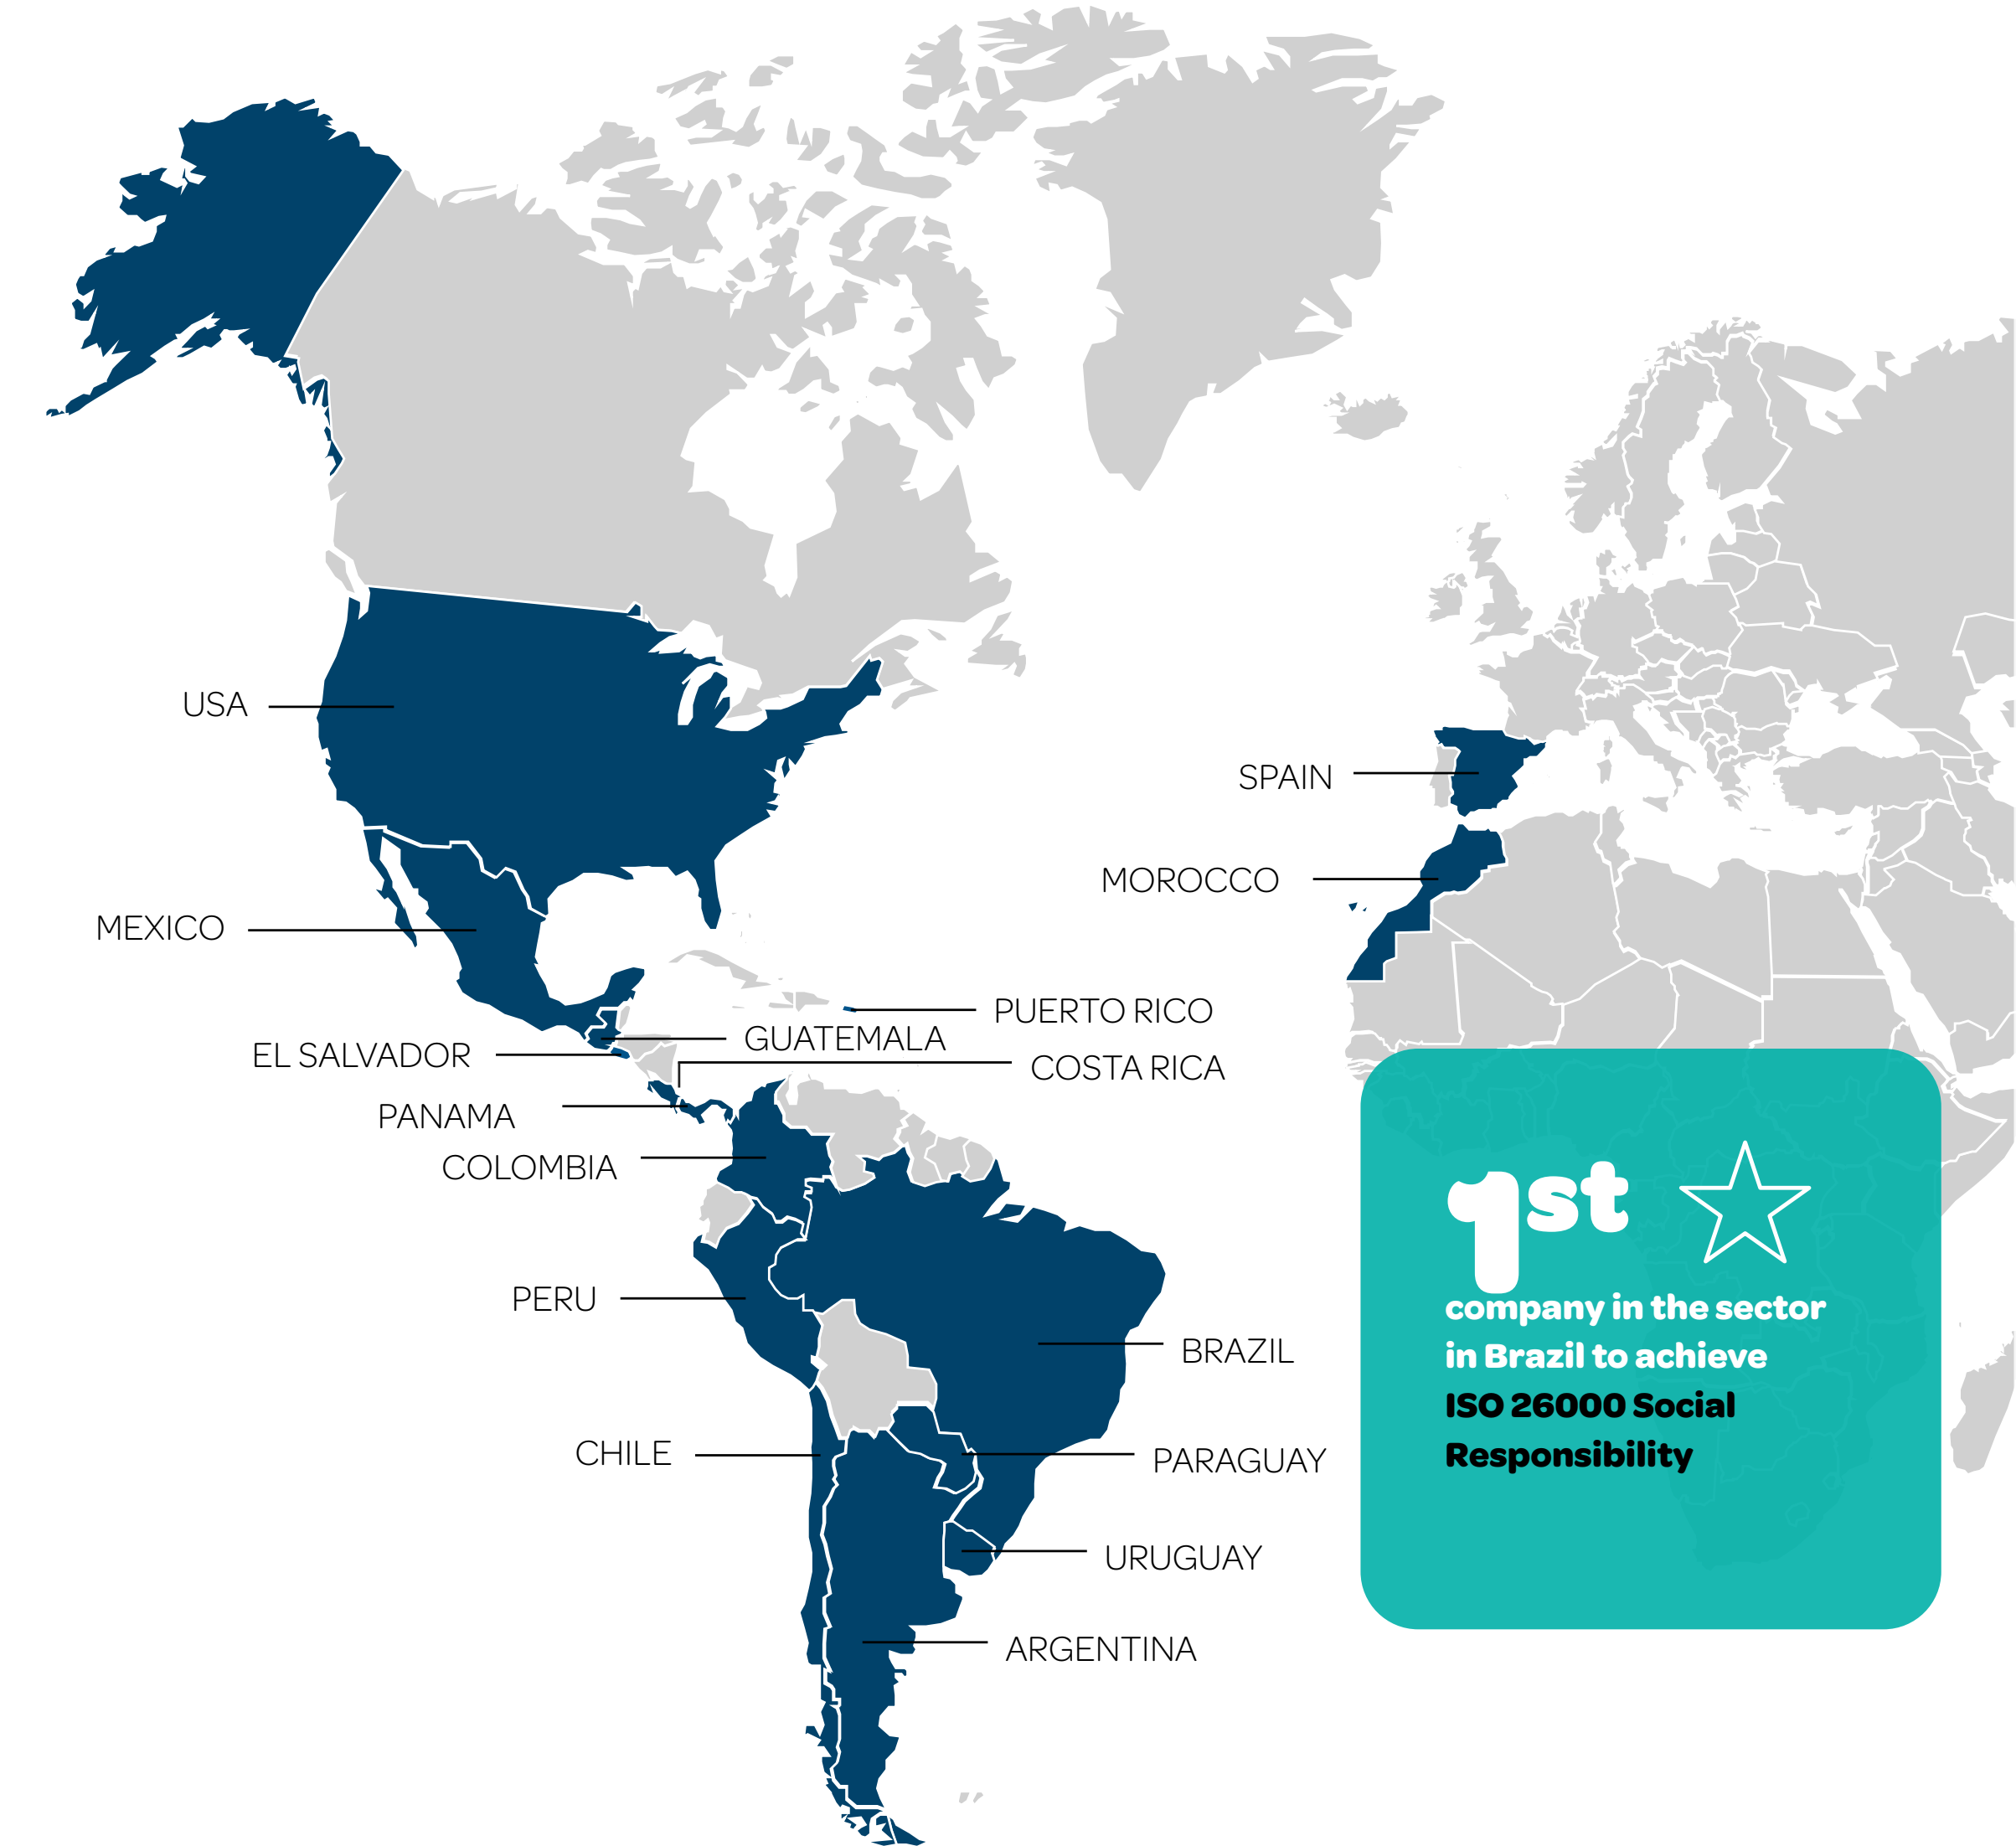 USA
SPAIN
MOROCCO
MEXICO
PUERTO RICO
GUATEMALA
EL SALVADOR
COSTA RICA
PANAMA
COLOMBIA
PERU
BRAZIL
CHILE
PARAGUAY
URUGUAY
ARGENTINA
1st
company in the sector
in Brazil to achieve
ISO 26000 Social
Responsibility